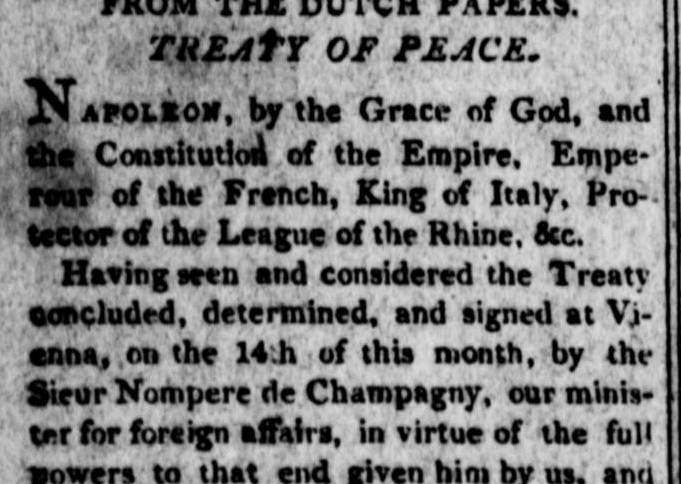 FROM THE DUTCH PAPERS.
TREATY OF PEACE.
NAPOLEON, by the Grace of God, and
the Constitution of the Empire, Empe-
rour of the French, King of Italy, Pro-
tector of the League of the Rhine, &c.
Having seen and considered the Treaty
concluded, determined, and signed at Vi-
enna, on the 14th of this month, by the
Sieur Nompere de Champagny, our minis-
ter for foreign affairs, in virtue of the full
powers to that end given him by us, and